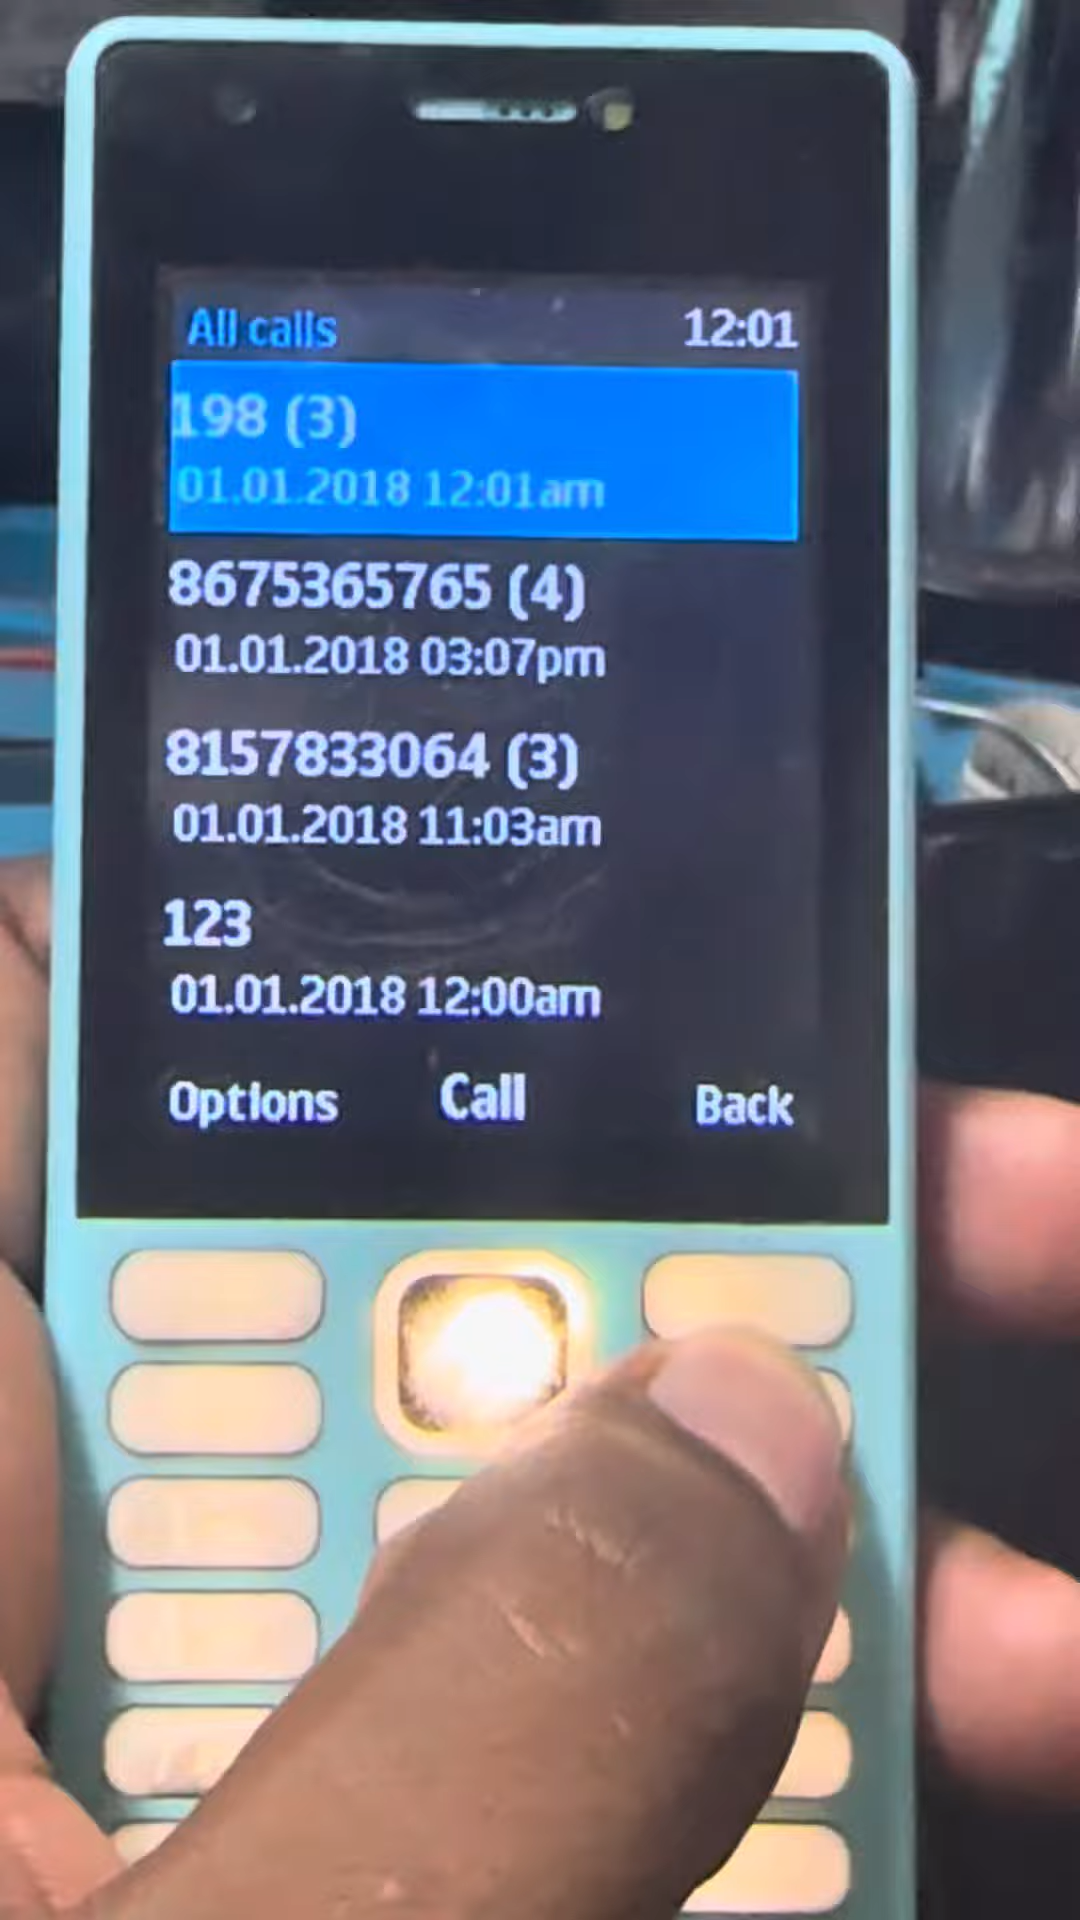 All calls 12:01
198 (3)
01.01.2018 12:01am
8675365765 (4)
01.01.2018 03:07pm
8157833064 (3)
01.01.2018 11:03am
123
01.01.2018 12:00am
Options Call Back